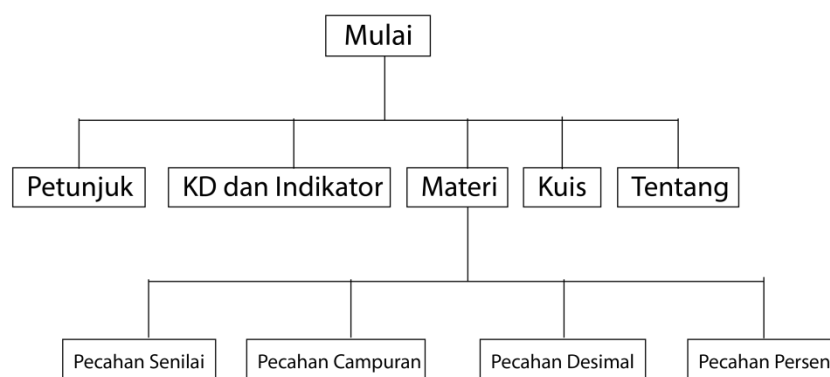 Mulai
Petunjuk
KD dan Indikator
Materi
Kuis
Tentang
Pecahan Senilai
Pecahan Campuran
Pecahan Desimal
Pecahan Persen